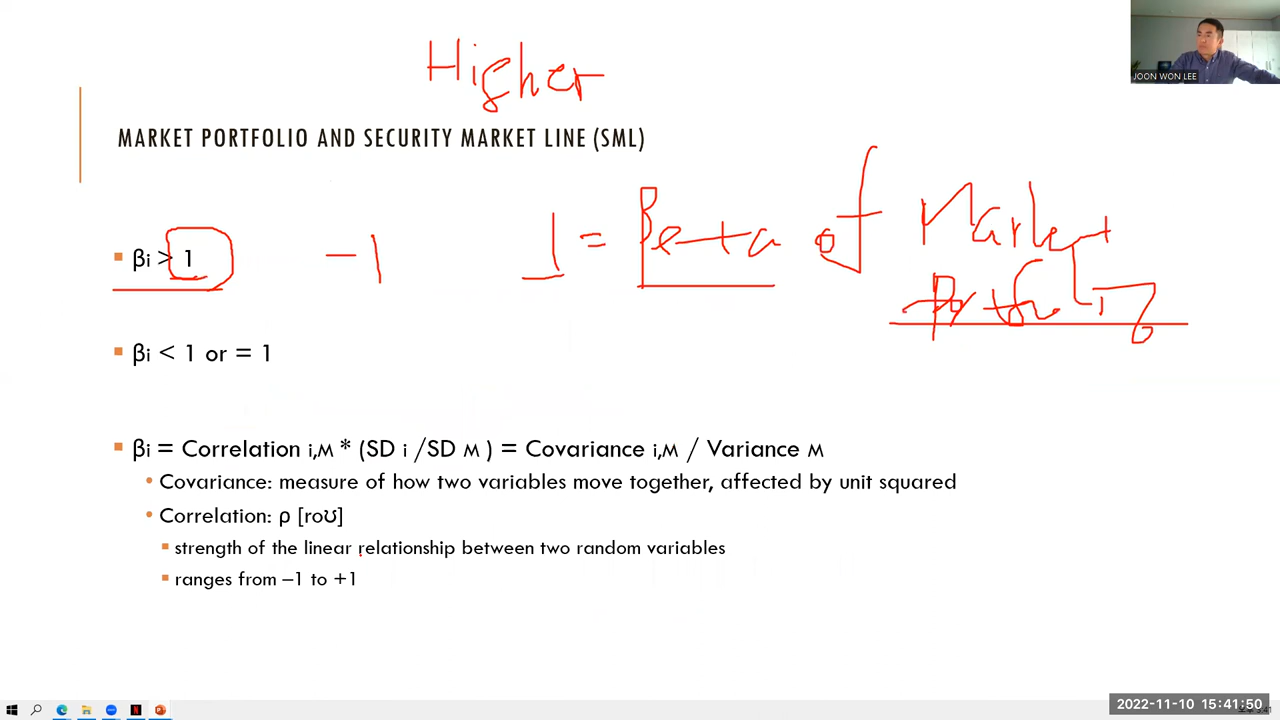 Higher
JOON WON LEE
MARKET PORTFOLIO AND SECURITY MARKET LINE (SML)
βi > 1
-1
1 = Beta of Market
portfolio
βi < 1 or = 1
βi = Correlation i,м * (SD i /SD м ) = Covariance i,м / Variance м
Covariance: measure of how two variables move together, affected by unit squared
Correlation: ρ [roʊ]
strength of the linear relationship between two random variables
ranges from –1 to +1
2022-11-10 15:41:50